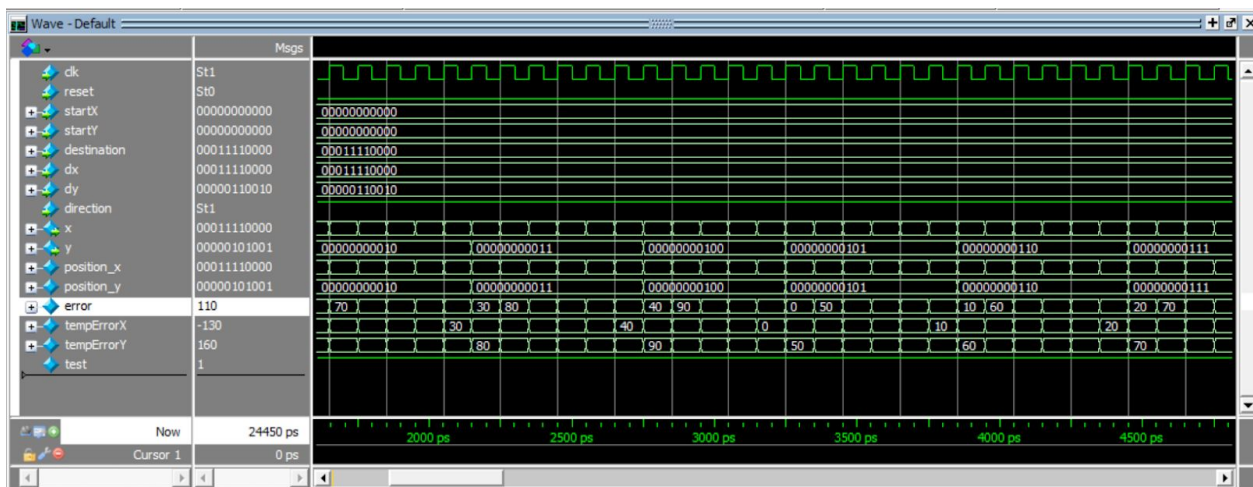 Wave - Default
Msgs
clk St1
reset St0
startX 00000000000 00000000000
startY 00000000000 00000000000
destination 00011110000 00011110000
dx 00011110000 00011110000
dy 00000110010 00000110010
direction St1
x 00011110000
y 00000101001 00000000010 00000000011 00000000100 00000000101 00000000110 00000000111
position_x 00011110000
position_y 00000101001 00000000010 00000000011 00000000100 00000000101 00000000110 00000000111
error 110 70 30 80 40 90 0 50 10 60 20 70
tempErrorX -130 30 40 0 10 20
tempErrorY 160 80 90 50 60 70
test 1
Now 24450 ps 2000 ps 2500 ps 3000 ps 3500 ps 4000 ps 4500 ps
Cursor 1 0 ps